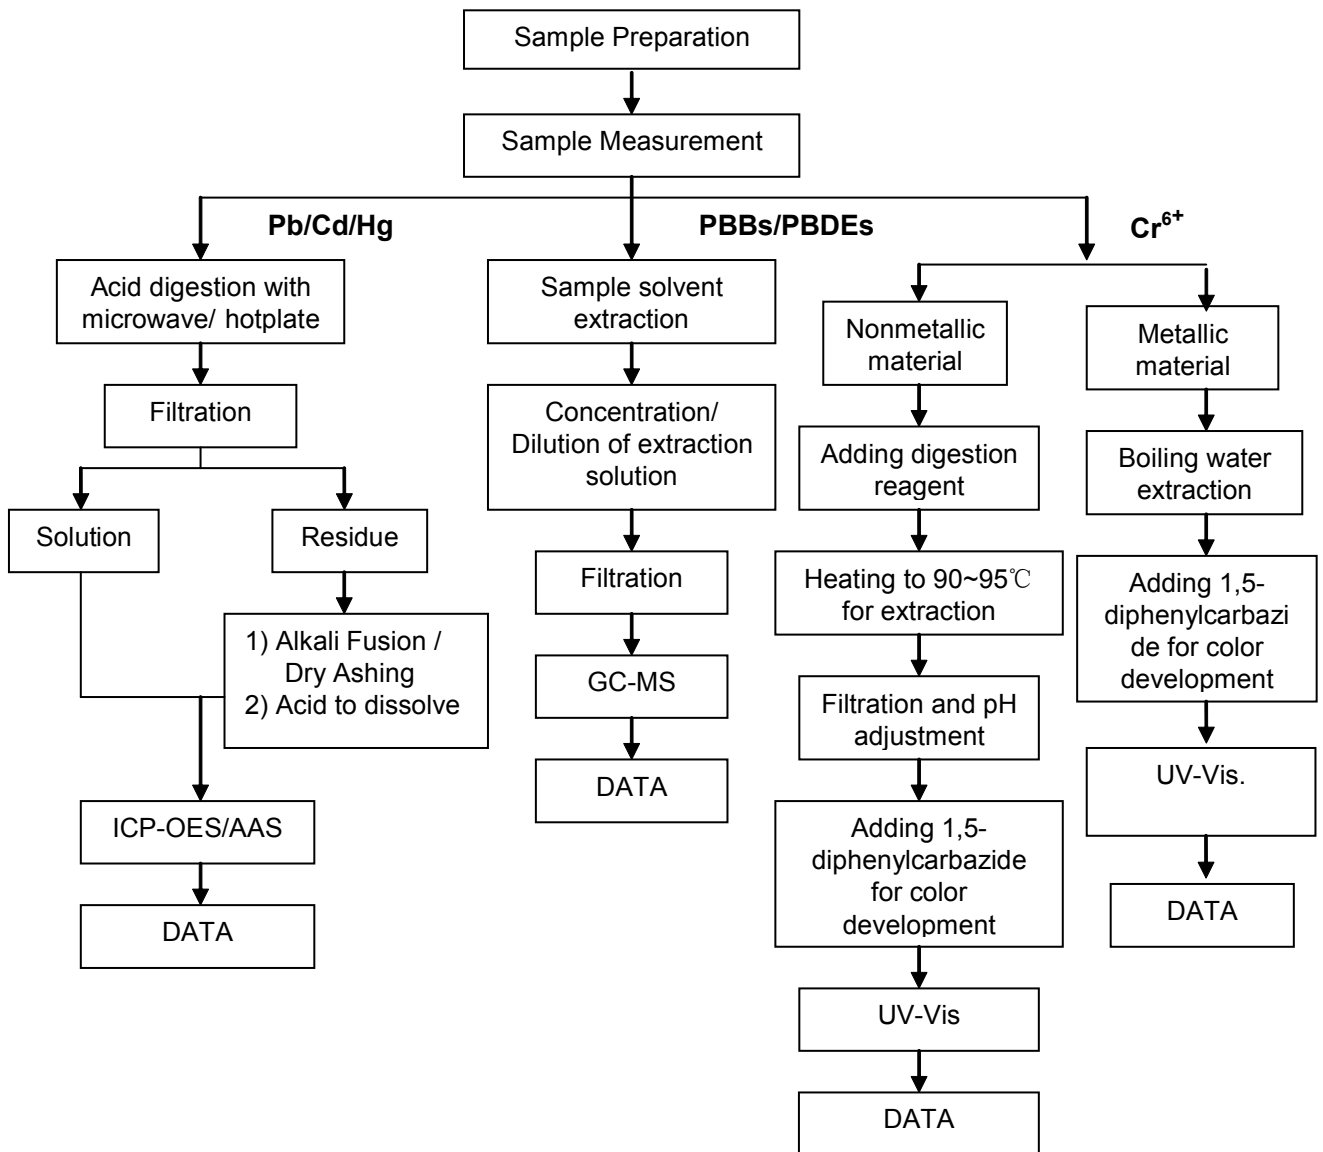 Sample Preparation
Sample Measurement
Pb/Cd/Hg
PBBs/PBDEs
Cr⁶⁺
Acid digestion with
microwave/ hotplate
Filtration
Solution
Residue
1) Alkali Fusion /
Dry Ashing
2) Acid to dissolve
ICP-OES/AAS
DATA
Sample solvent
extraction
Concentration/
Dilution of extraction
solution
Filtration
GC-MS
DATA
Nonmetallic
material
Adding digestion
reagent
Heating to 90~95℃
for extraction
Filtration and pH
adjustment
Adding 1,5-
diphenylcarbazide
for color
development
UV-Vis
DATA
Metallic
material
Boiling water
extraction
Adding 1,5-
diphenylcarbazi
de for color
development
UV-Vis.
DATA